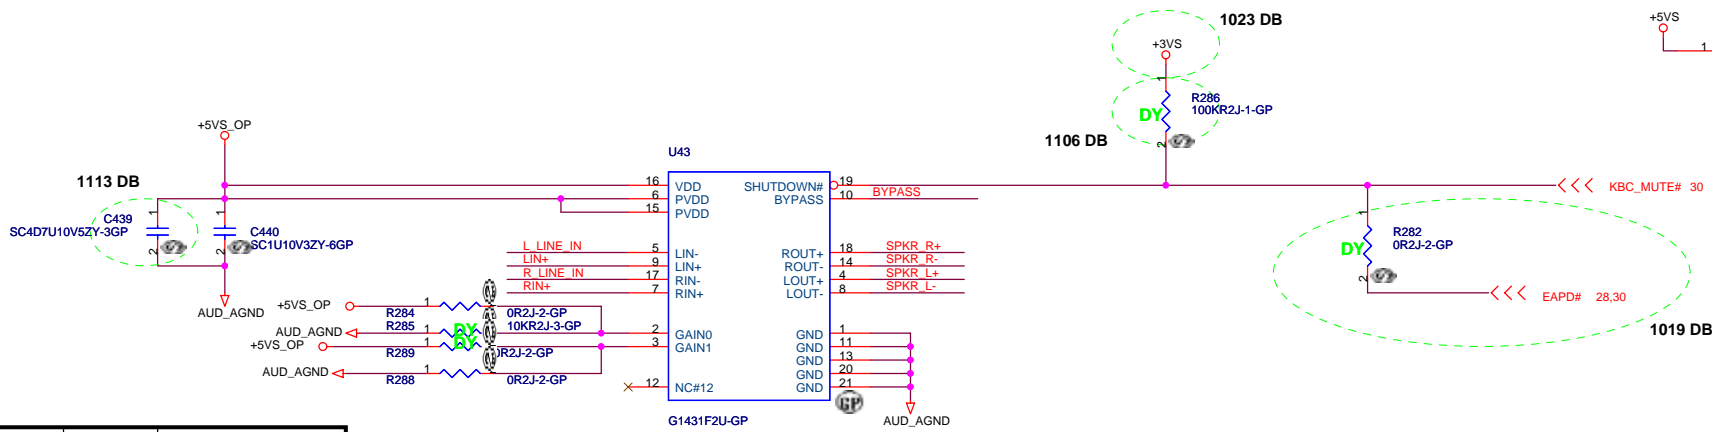 1023 DB
+5VS
1
+3VS
1
R286
100KR2J-1-GP
DY
2
1106 DB
+5VS_OP
1113 DB
U43
C439
SC4D7U10V5ZY-3GP
1
2
1
2
C440
SC1U10V3ZY-6GP
AUD_AGND
16 VDD
6 PVDD
15 PVDD
SHUTDOWN# 19
BYPASS 10 BYPASS
KBC_MUTE# 30
L_LINE_IN 5 LIN-
LIN+ 9 LIN+
R_LINE_IN 17 RIN-
RIN+ 7 RIN+
ROUT+ 18 SPKR_R+
ROUT- 14 SPKR_R-
LOUT+ 4 SPKR_L+
LOUT- 8 SPKR_L-
1
R282
0R2J-2-GP
DY
2
EAPD# 28,30
1019 DB
+5VS_OP 1
R284 0R2J-2-GP
AUD_AGND 1
R285 DY 10KR2J-3-GP
+5VS_OP 1
R289 DY 0R2J-2-GP
AUD_AGND 1
R288 0R2J-2-GP
2 GAIN0
3 GAIN1
12 NC#12
GND 1
GND 11
GND 13
GND 20
GND 21
GP
G1431F2U-GP
AUD_AGND